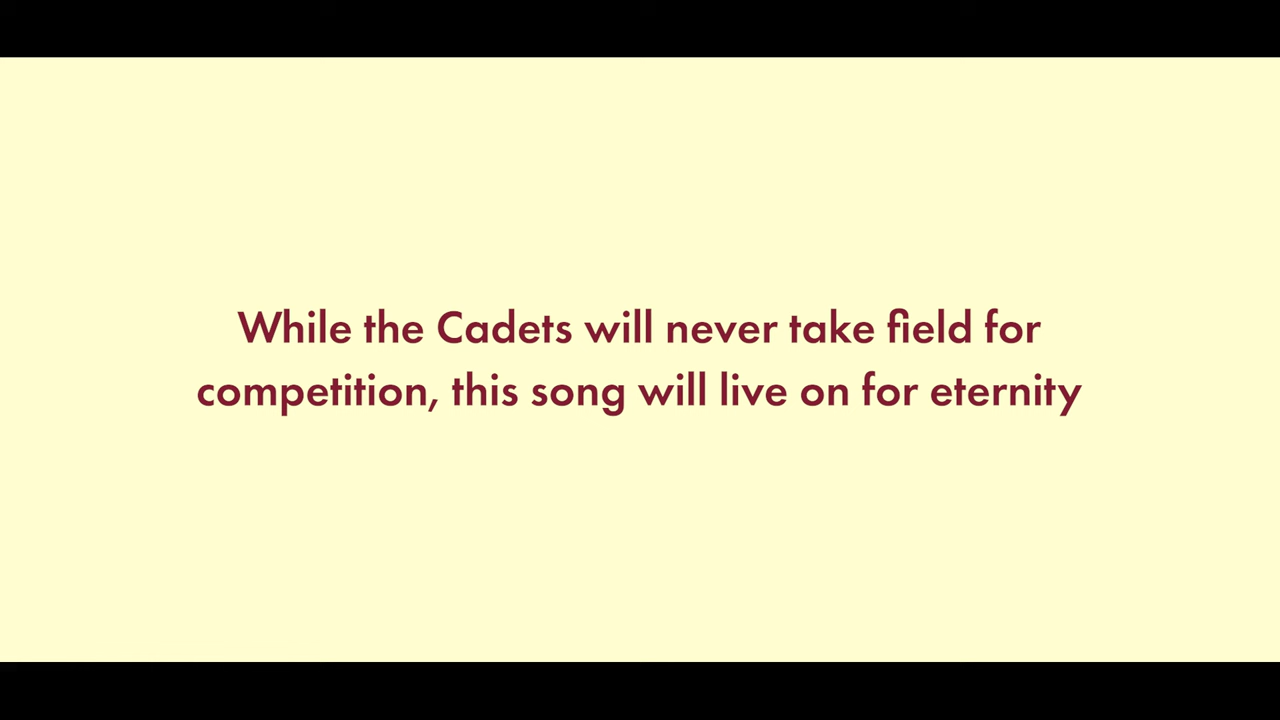 While the Cadets will never take field for
competition, this song will live on for eternity